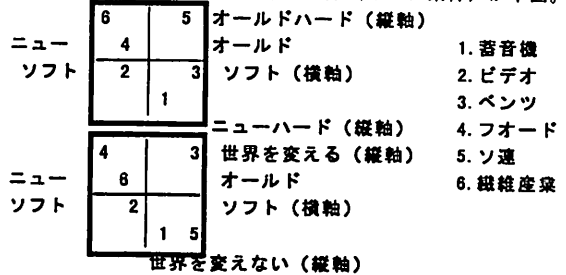 6 5 オールドハード（縦軸）
ニュー 4 オールド 1.蓄音機
ソフト 2 3 ソフト（横軸） 2.ビデオ
1 3.ベンツ
ニューハード（縦軸） 4.フオード
4 3 世界を変える（縦軸） 5.ソ連
ニュー 6 オールド 6.繊維産業
ソフト 2 ソフト（横軸）
1 5
世界を変えない（縦軸）